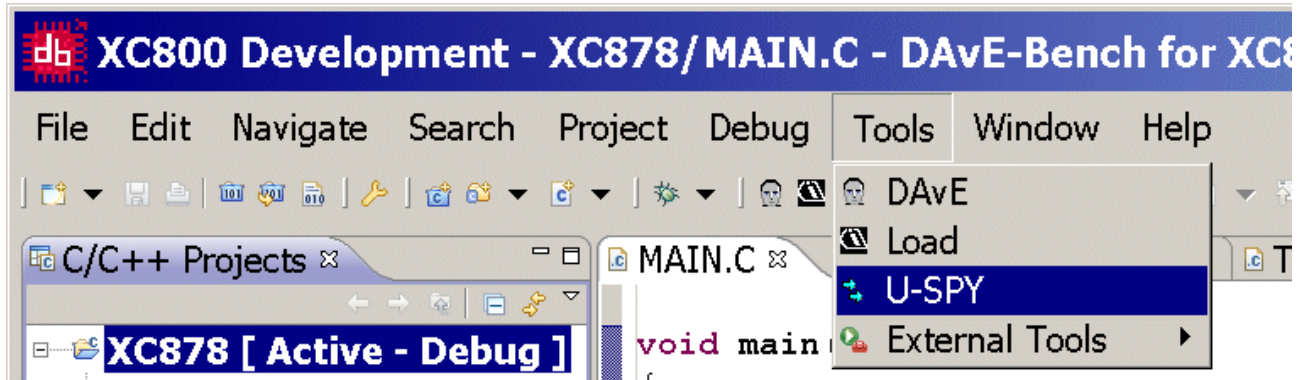 db XC800 Development - XC878/MAIN.C - DAvE-Bench for XC8
File Edit Navigate Search Project Debug Tools Window Help
DAvE
Load
U-SPY
External Tools
C/C++ Projects
MAIN.C
T
XC878 [ Active - Debug ]
void main